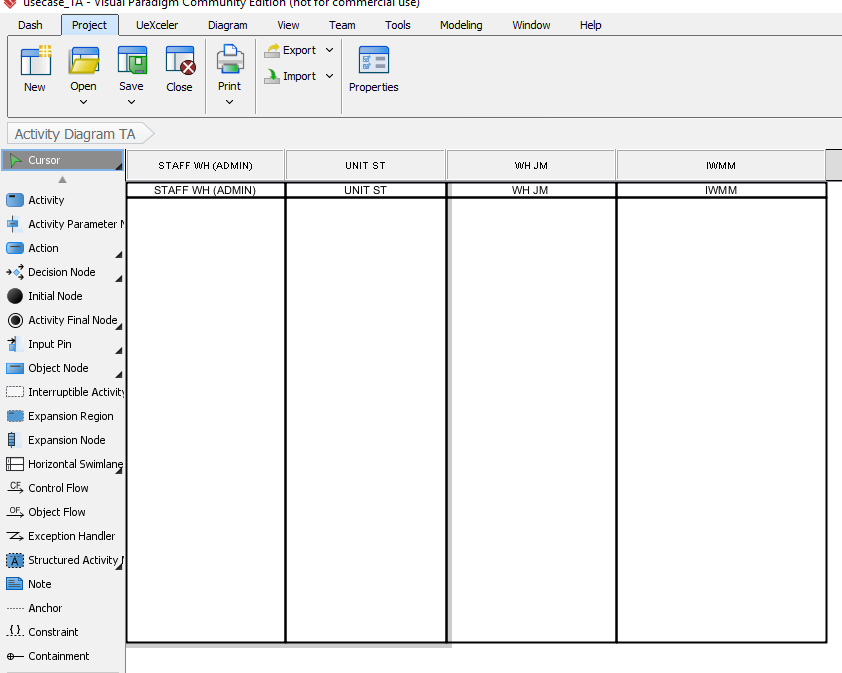 usecase_TA - Visual Paradigm Community Edition (not for commercial use)
Dash Project UeXceler Diagram View Team Tools Modeling Window Help
Export
Import
New Open Save Close Print Properties
Activity Diagram TA
Cursor
STAFF WH (ADMIN) UNIT ST WH JM IWMM
STAFF WH (ADMIN) UNIT ST WH JM IWMM
Activity
Activity Parameter N
Action
Decision Node
Initial Node
Activity Final Node
Input Pin
Object Node
Interruptible Activity
Expansion Region
Expansion Node
Horizontal Swimlane
CF Control Flow
OF Object Flow
Exception Handler
A Structured Activity N
Note
Anchor
{} Constraint
Containment